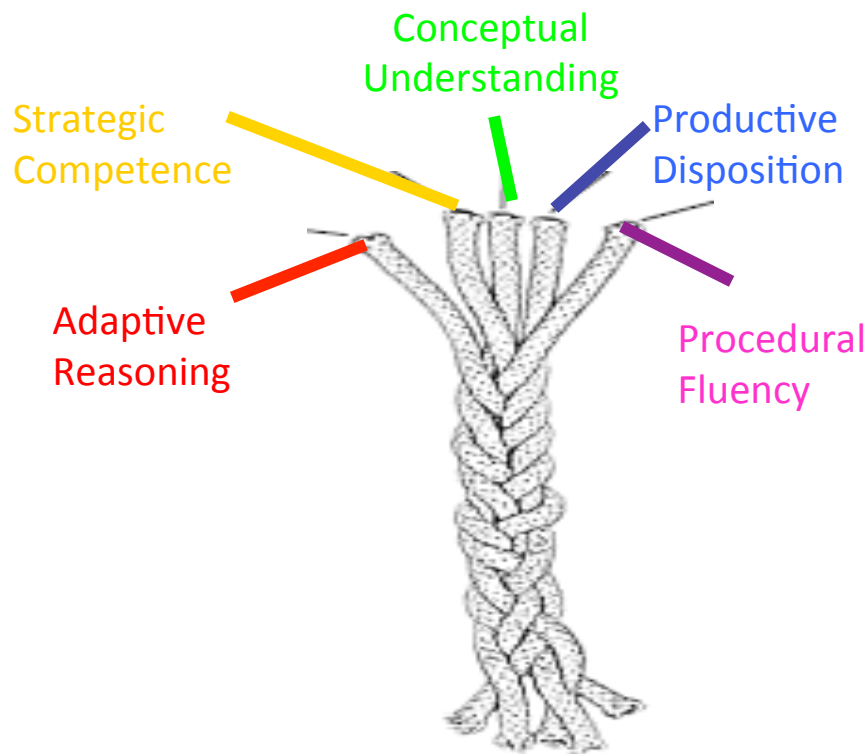 Conceptual
Understanding
Strategic
Competence
Productive
Disposition
Adaptive
Reasoning
Procedural
Fluency